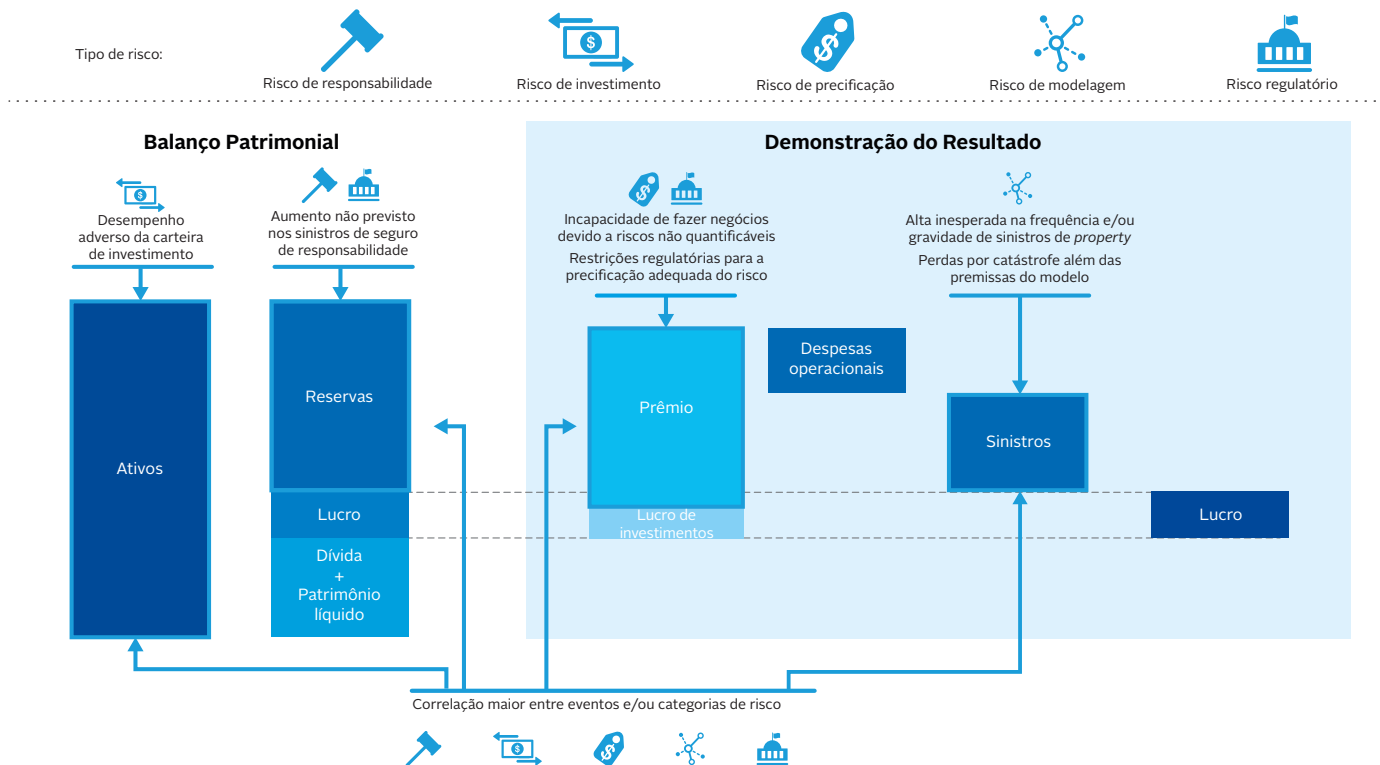 Tipo de risco:
Risco de responsabilidade
Risco de investimento
Risco de precificação
Risco de modelagem
Risco regulatório
Balanço Patrimonial
Demonstração do Resultado
Desempenho
adverso da carteira
de investimento
Aumento não previsto
nos sinistros de seguro
de responsabilidade
Incapacidade de fazer negócios
devido a riscos não quantificáveis
Restrições regulatórias para a
precificação adequada do risco
Alta inesperada na frequência e/ou
gravidade de sinistros de property
Perdas por catástrofe além das
premissas do modelo
Ativos
Reservas
Lucro
Dívida
+
Patrimônio
líquido
Prêmio
Lucro de
investimentos
Despesas
operacionais
Sinistros
Lucro
Correlação maior entre eventos e/ou categorias de risco